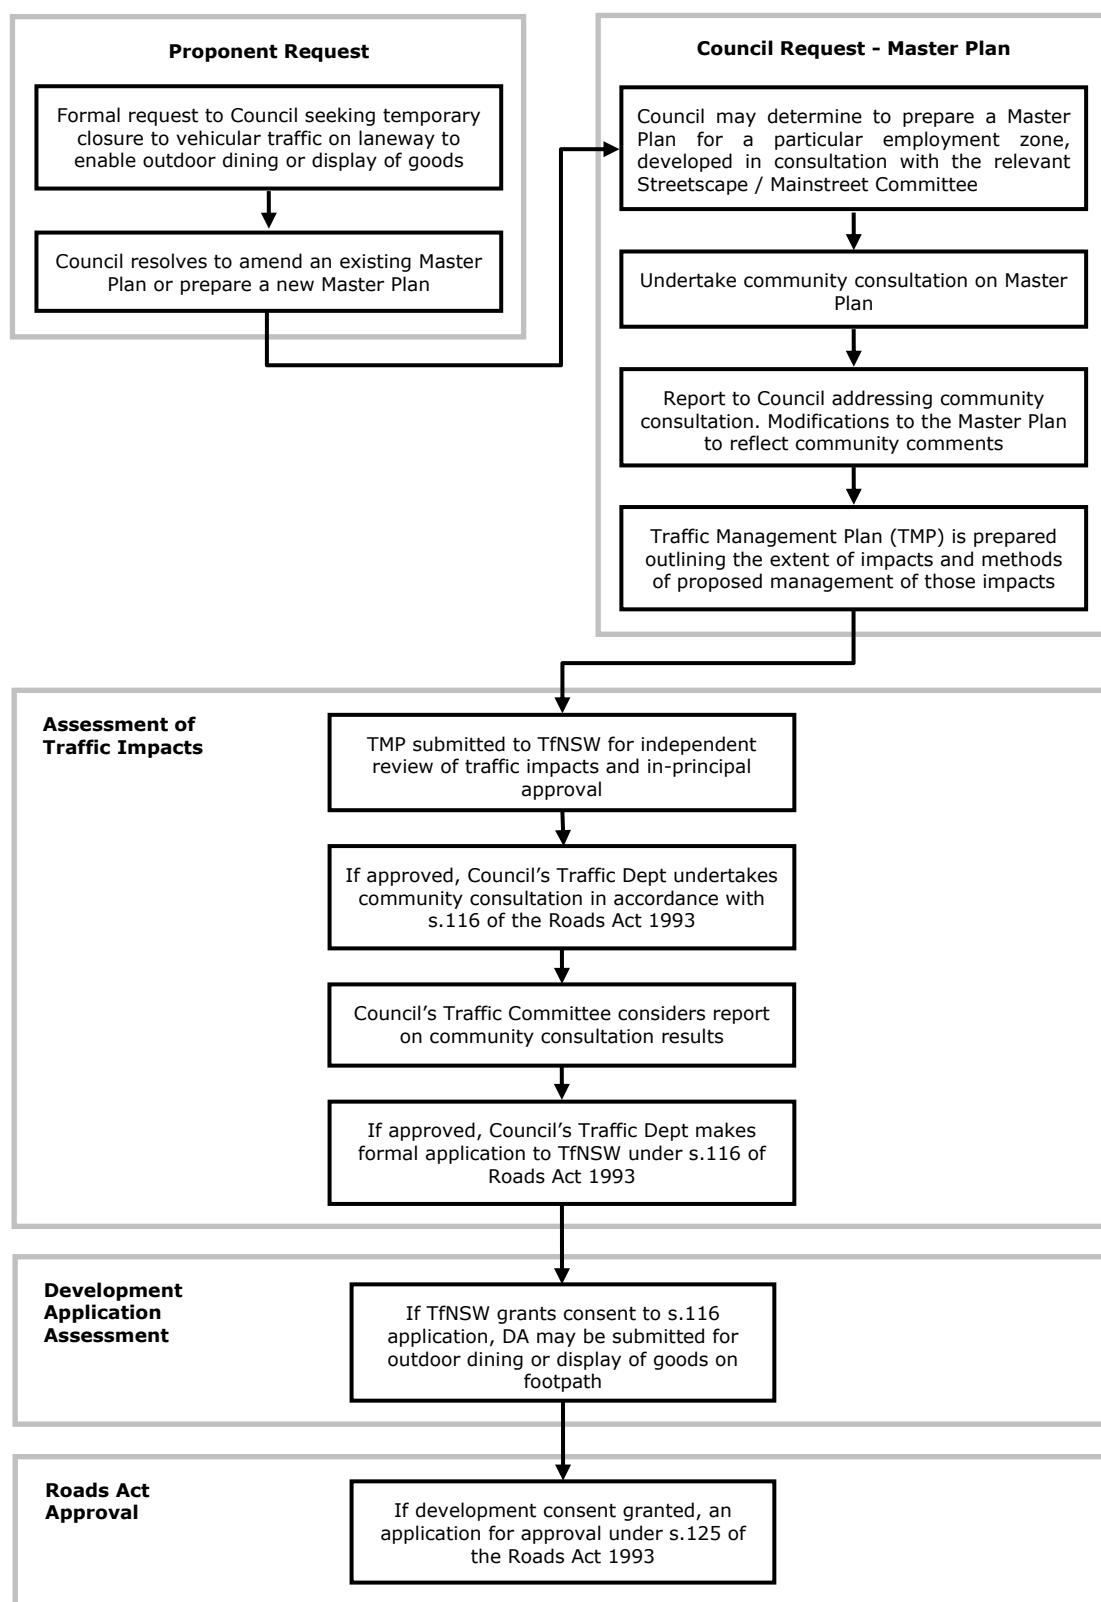 Proponent Request
Formal request to Council seeking temporary
closure to vehicular traffic on laneway to
enable outdoor dining or display of goods
Council resolves to amend an existing Master
Plan or prepare a new Master Plan
Council Request - Master Plan
Council may determine to prepare a Master
Plan for a particular employment zone,
developed in consultation with the relevant
Streetscape / Mainstreet Committee
Undertake community consultation on Master
Plan
Report to Council addressing community
consultation. Modifications to the Master Plan
to reflect community comments
Traffic Management Plan (TMP) is prepared
outlining the extent of impacts and methods
of proposed management of those impacts
Assessment of
Traffic Impacts
TMP submitted to TfNSW for independent
review of traffic impacts and in-principal
approval
If approved, Council’s Traffic Dept undertakes
community consultation in accordance with
s.116 of the Roads Act 1993
Council’s Traffic Committee considers report
on community consultation results
If approved, Council’s Traffic Dept makes
formal application to TfNSW under s.116 of
Roads Act 1993
Development
Application
Assessment
If TfNSW grants consent to s.116
application, DA may be submitted for
outdoor dining or display of goods on
footpath
Roads Act
Approval
If development consent granted, an
application for approval under s.125 of
the Roads Act 1993